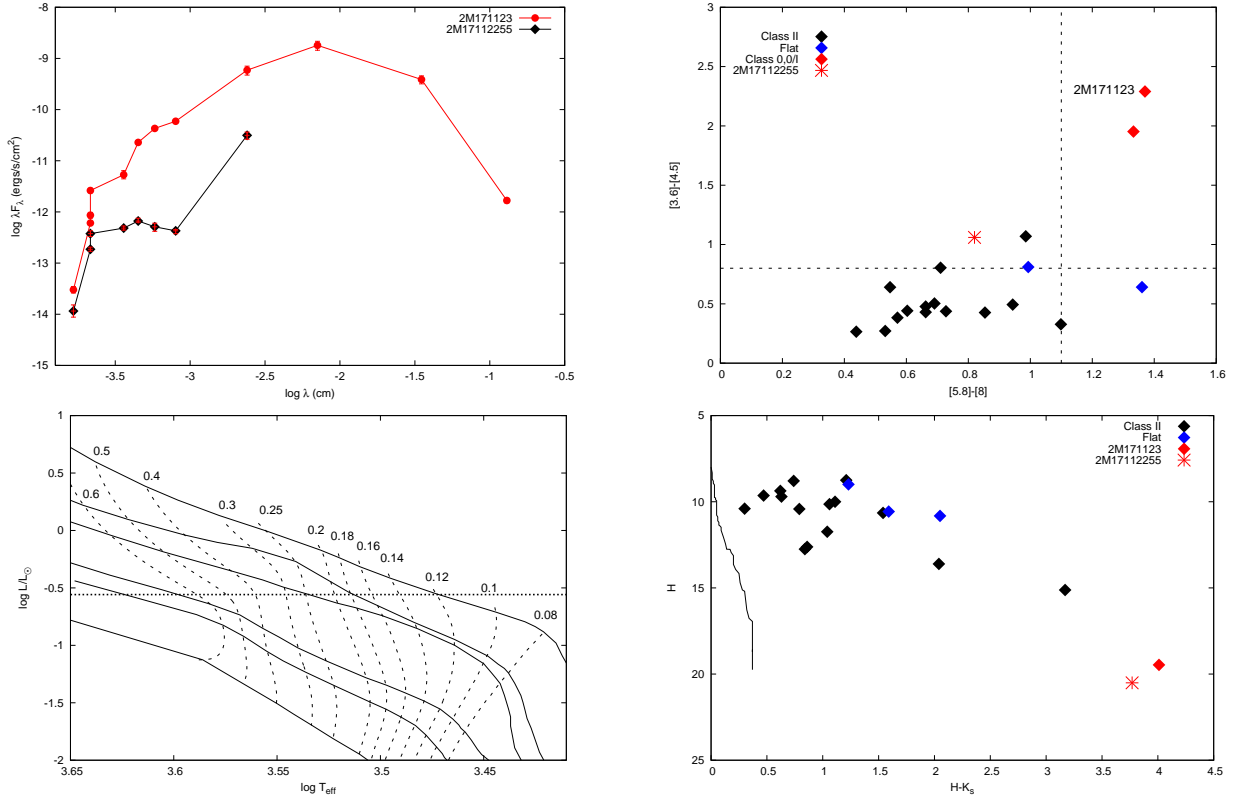 2M171123
2M17112255
-8
-9
-10
-11
-12
-13
-14
-15
log λFλ (ergs/s/cm²)
-3.5 -3 -2.5 -2 -1.5 -1 -0.5
log λ (cm)
Class II
Flat
Class 0,0/I
2M17112255
2M171123
3
2.5
2
1.5
1
0.5
0
[3.6]-[4.5]
0 0.2 0.4 0.6 0.8 1 1.2 1.4 1.6
[5.8]-[8]
1
0.5
0
-0.5
-1
-1.5
-2
log L/L☉
0.5
0.4
0.6
0.3
0.25
0.2
0.18
0.16
0.14
0.12
0.1
0.08
3.65 3.6 3.55 3.5 3.45
log Teff
Class II
Flat
2M171123
2M17112255
5
10
15
20
25
H
0 0.5 1 1.5 2 2.5 3 3.5 4 4.5
H-Ks